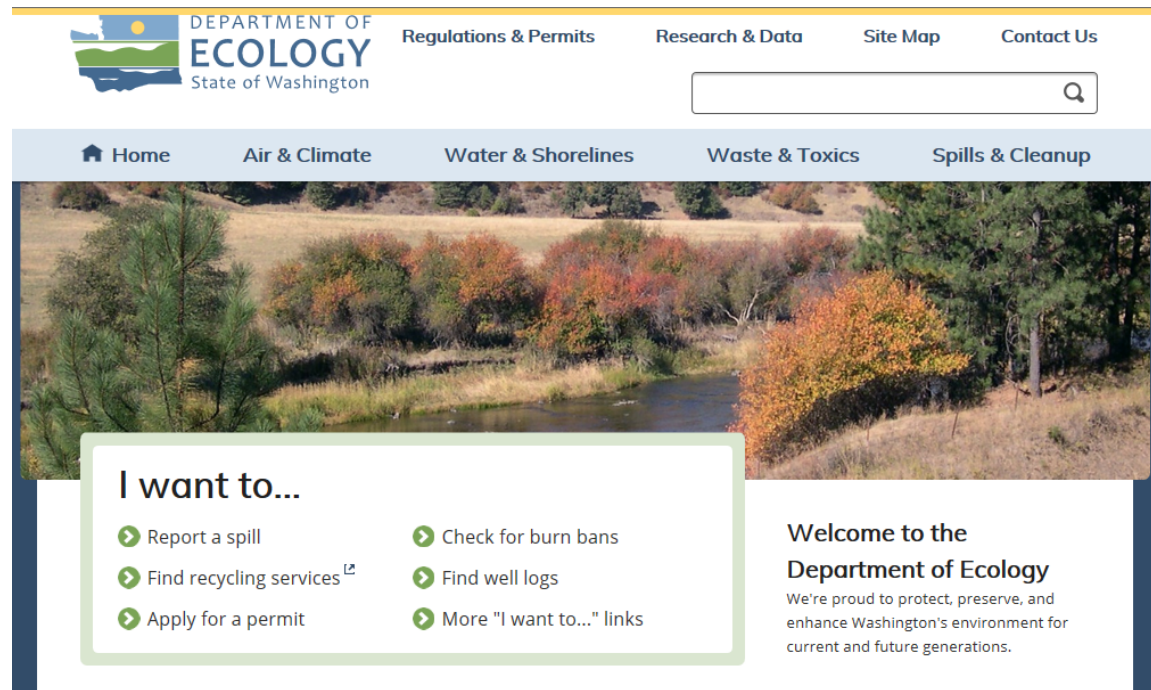 DEPARTMENT OF
ECOLOGY
State of Washington
Regulations & Permits
Research & Data
Site Map
Contact Us
Home
Air & Climate
Water & Shorelines
Waste & Toxics
Spills & Cleanup
I want to...
Report a spill
Find recycling services
Apply for a permit
Check for burn bans
Find well logs
More "I want to..." links
Welcome to the
Department of Ecology
We're proud to protect, preserve, and
enhance Washington's environment for
current and future generations.